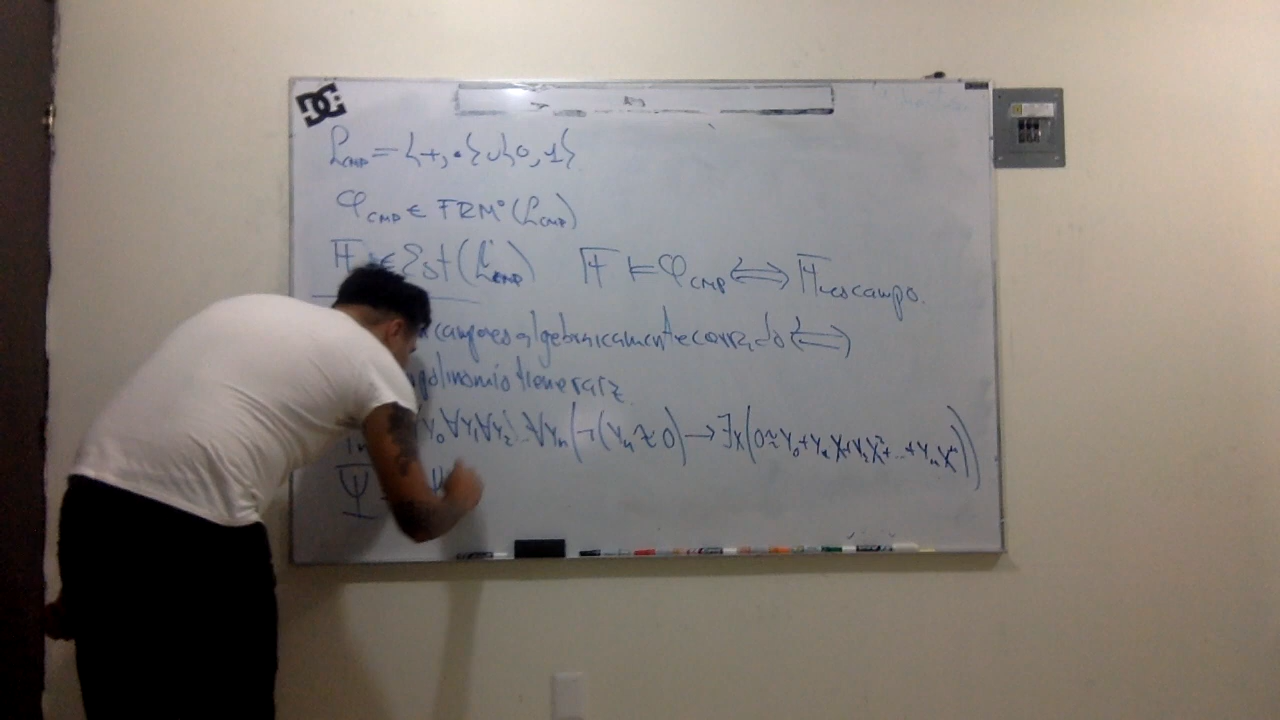 DC
ℒ_CMP = {+, ·} ∪ {0, 1}
φ_CMP ∈ FRM°(ℒ_CMP)
𝔽 ∈ Est(ℒ_CMP) 𝔽 ⊨ φ_CMP ⟺ 𝔽 es campo.
campo es algebraicamente cerrado ⟺
polinomio tiene raíz.
Y₀ ∀Y₁ ∀Y₂ ... ∀Yₙ (¬(Yₙ ≈ 0) → ∃X (0 ≈ Y₀ + Y₁X + Y₂X² + ... + YₙXⁿ))
Ψ